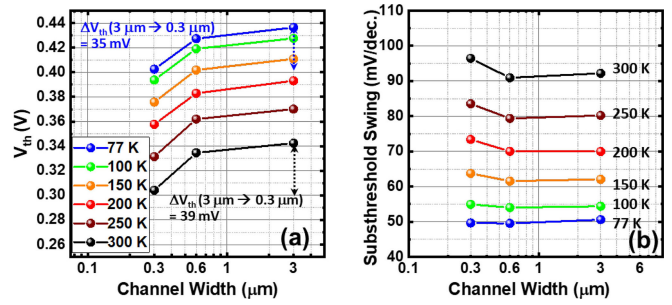 0.44
0.42
0.40
0.38
0.36
0.34
0.32
0.30
0.28
0.26
V_th (V)
ΔV_th(3 μm → 0.3 μm)
= 35 mV
77 K
100 K
150 K
200 K
250 K
300 K
ΔV_th(3 μm → 0.3 μm)
= 39 mV
(a)
0.1
0.3
0.6
1
3
Channel Width (μm)
110
100
90
80
70
60
50
40
Substhreshold Swing (mV/dec.)
300 K
250 K
200 K
150 K
100 K
77 K
(b)
0.1
0.3
0.6
1
3
6
Channel Width (μm)